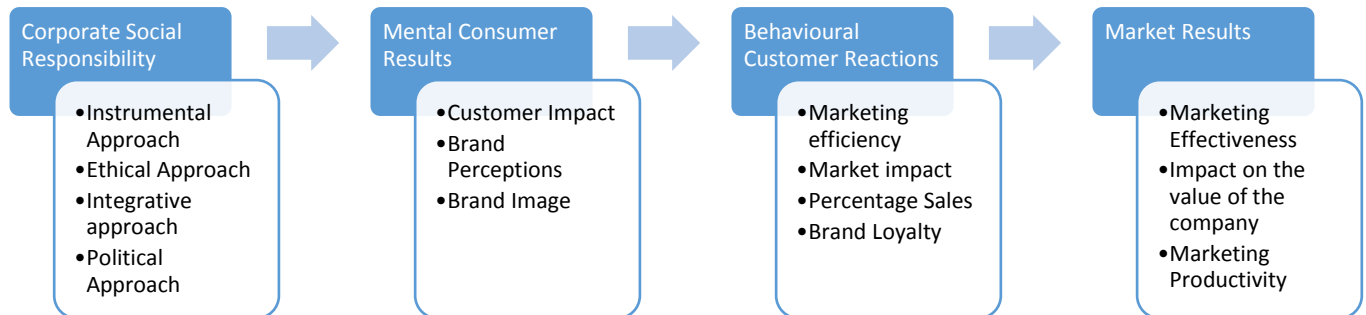 Corporate Social
Responsibility
•Instrumental
Approach
•Ethical Approach
•Integrative
approach
•Political
Approach
Mental Consumer
Results
•Customer Impact
•Brand
Perceptions
•Brand Image
Behavioural
Customer Reactions
•Marketing
efficiency
•Market impact
•Percentage Sales
•Brand Loyalty
Market Results
•Marketing
Effectiveness
•Impact on the
value of the
company
•Marketing
Productivity